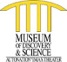 MUSEUM
OF DISCOVERY
& SCIENCE
AUTONATION IMAX THEATER